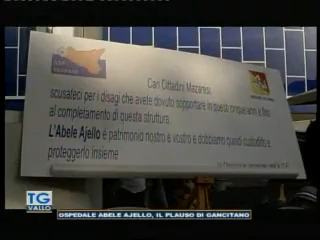 Cari Cittadini Mazaresi,
scusateci per i disagi che avete dovuto sopportare in questi cinque anni e fino
al completamento di questa struttura.
L'Abele Ajello è patrimonio nostro e vostro e dobbiamo quindi custodirlo e
proteggerlo insieme
TG
VALLO
OSPEDALE ABELE AJELLO, IL PLAUSO DI GANCITANO